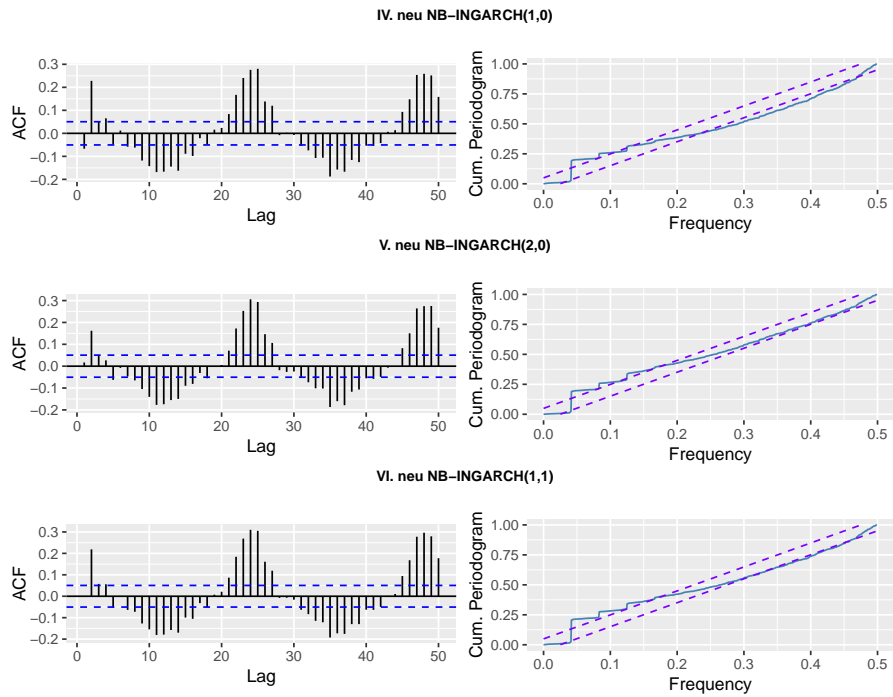 IV. neu NB−INGARCH(1,0)
ACF
0.3
0.2
0.1
0.0
−0.1
−0.2
0 10 20 30 40 50
Lag
Cum. Periodogram
1.00
0.75
0.50
0.25
0.00
0.0 0.1 0.2 0.3 0.4 0.5
Frequency
V. neu NB−INGARCH(2,0)
ACF
0.3
0.2
0.1
0.0
−0.1
−0.2
0 10 20 30 40 50
Lag
Cum. Periodogram
1.00
0.75
0.50
0.25
0.00
0.0 0.1 0.2 0.3 0.4 0.5
Frequency
VI. neu NB−INGARCH(1,1)
ACF
0.3
0.2
0.1
0.0
−0.1
−0.2
0 10 20 30 40 50
Lag
Cum. Periodogram
1.00
0.75
0.50
0.25
0.00
0.0 0.1 0.2 0.3 0.4 0.5
Frequency